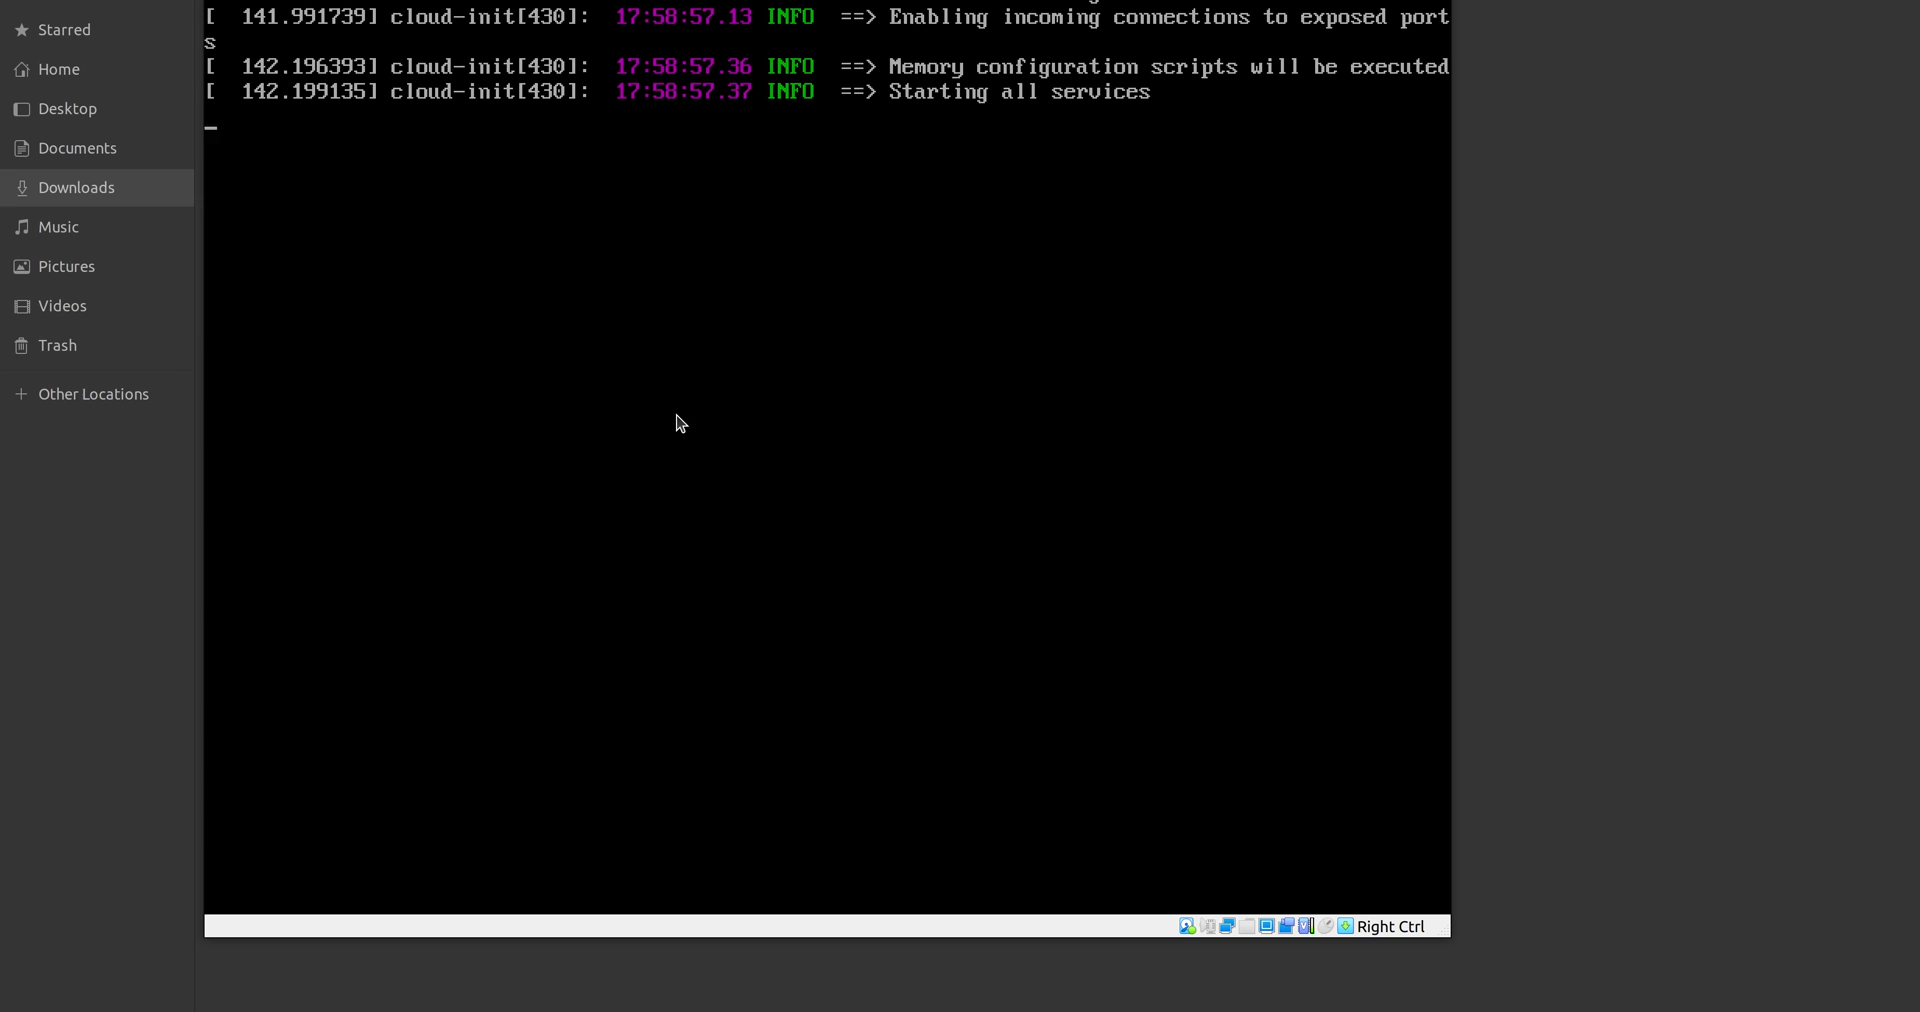 Starred
Home
Desktop
Documents
Downloads
Music
Pictures
Videos
Trash
+ Other Locations
[  141.991739] cloud-init[430]:  17:58:57.13 INFO  ==> Enabling incoming connections to exposed port
s
[  142.196393] cloud-init[430]:  17:58:57.36 INFO  ==> Memory configuration scripts will be executed
[  142.199135] cloud-init[430]:  17:58:57.37 INFO  ==> Starting all services
_
Right Ctrl